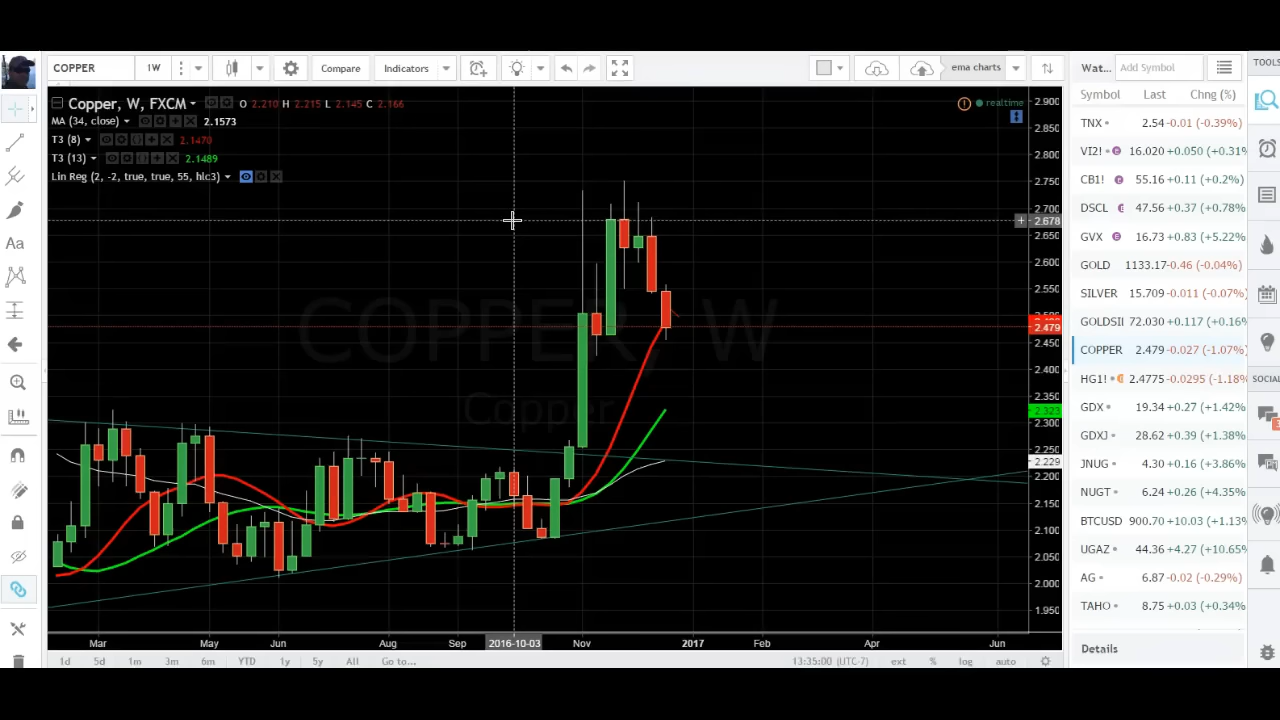 COPPER 1W Compare Indicators ema charts
Copper, W, FXCM O 2.210 H 2.215 L 2.145 C 2.166
MA (34, close) 2.1573
T3 (8) 2.1470
T3 (13) 2.1489
Lin Reg (2, -2, true, true, 55, hlc3)
realtime
COPPER, W
Copper
Aa
2.900
2.850
2.800
2.750
2.700
2.678
2.650
2.600
2.550
2.479
2.450
2.400
2.350
2.323
2.300
2.250
2.229
2.200
2.150
2.100
2.050
2.000
1.950
Mar May Jun Aug Sep 2016-10-03 Nov 2017 Feb Apr Jun
1d 5d 1m 3m 6m YTD 1y 5y All Go to... 13:35:00 (UTC-7) ext % log auto
Wat... Add Symbol
Symbol Last Chng (%)
TNX 2.54 -0.01 (-0.39%)
VI2! 16.020 +0.050 (+0.31%
CB1! 55.16 +0.11 (+0.2%)
DSCL 47.56 +0.37 (+0.78%
GVX 16.73 +0.83 (+5.22%
GOLD 1133.17 -0.46 (-0.04%)
SILVER 15.709 -0.011 (-0.07%)
GOLDSII 72.030 +0.117 (+0.16%
COPPER 2.479 -0.027 (-1.07%)
HG1! 2.4775 -0.0295 (-1.18%
GDX 19.34 +0.27 (+1.42%
GDXJ 28.62 +0.39 (+1.38%
JNUG 4.30 +0.16 (+3.86%
NUGT 6.24 +0.26 (+4.35%
BTCUSD 900.70 +10.03 (+1.13%
UGAZ 44.36 +4.27 (+10.65%
AG 6.87 -0.02 (-0.29%)
TAHO 8.75 +0.03 (+0.34%
Details
TOOLS
SOCIAL